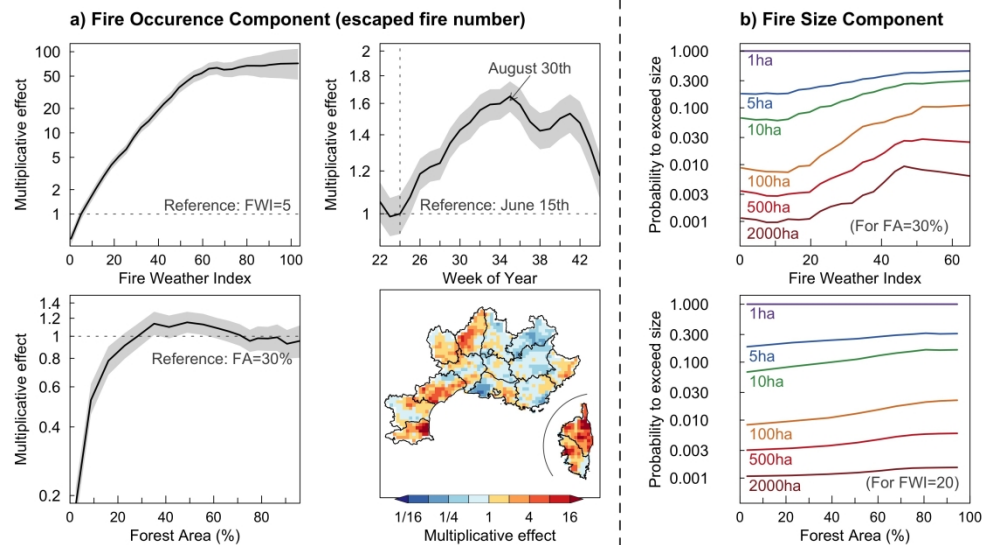 a) Fire Occurence Component (escaped fire number)
Multiplicative effect
100
50
20
10
5
2
1
Reference: FWI=5
0 20 40 60 80 100
Fire Weather Index
Multiplicative effect
2
1.8
1.6
1.4
1.2
1
August 30th
Reference: June 15th
22 26 30 34 38 42
Week of Year
Multiplicative effect
1.4
1.2
1
0.8
0.6
0.4
0.2
Reference: FA=30%
0 20 40 60 80
Forest Area (%)
1/16 1/4 1 4 16
Multiplicative effect
b) Fire Size Component
Probability to exceed size
1.000
0.300
0.100
0.030
0.010
0.003
0.001
1ha
5ha
10ha
100ha
500ha
2000ha
(For FA=30%)
0 20 40 60
Fire Weather Index
Probability to exceed size
1.000
0.300
0.100
0.030
0.010
0.003
0.001
1ha
5ha
10ha
100ha
500ha
2000ha
(For FWI=20)
0 20 40 60 80 100
Forest Area (%)